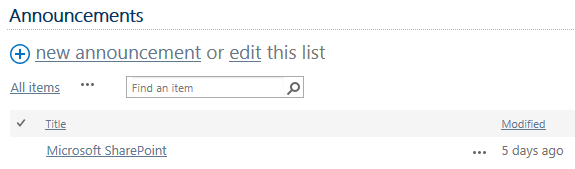 Announcements
new announcement or edit this list
All items ••• Find an item
Title Modified
Microsoft SharePoint ••• 5 days ago